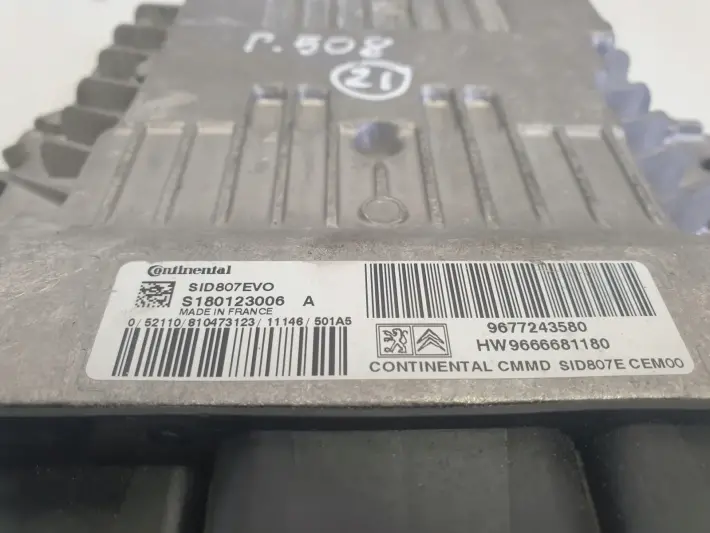 P. 508
21
Continental
SID807EVO
S180123006 A
MADE IN FRANCE
0/52110/810473123/11146/501A5
9677243580
HW9666681180
CONTINENTAL CMMD SID807E CEM00